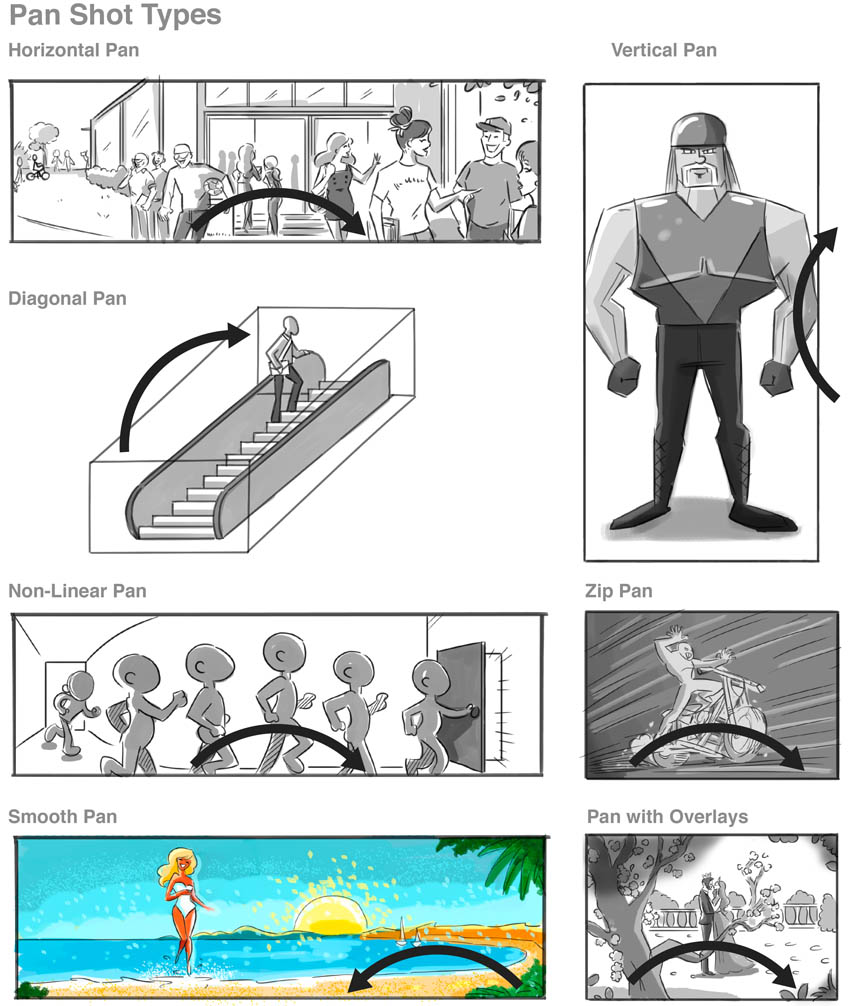 Pan Shot Types
Horizontal Pan
Vertical Pan
Diagonal Pan
Non-Linear Pan
Zip Pan
Smooth Pan
Pan with Overlays